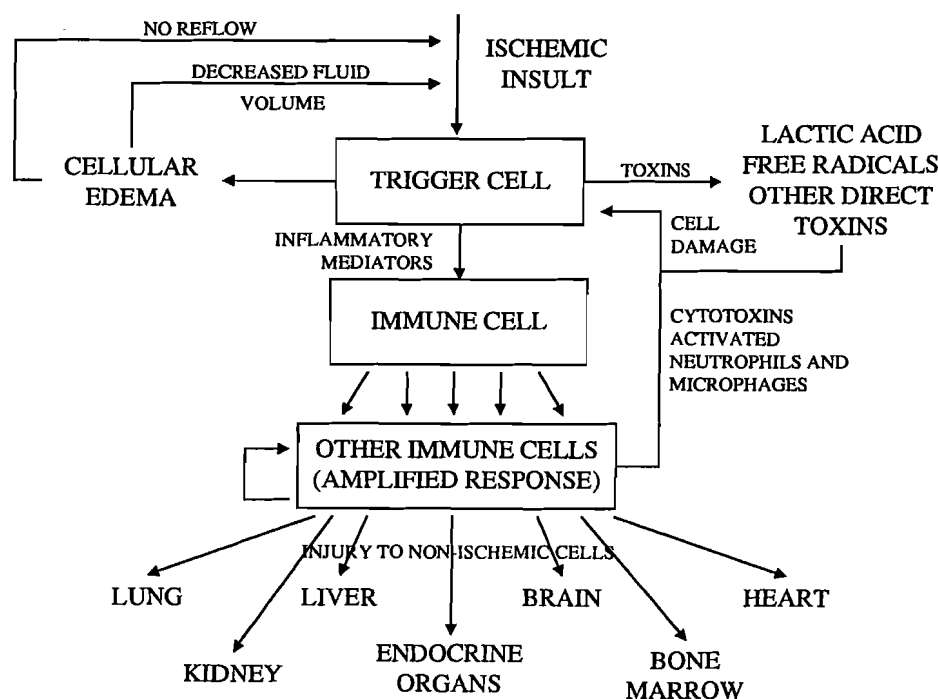 NO REFLOW
ISCHEMIC
INSULT
DECREASED FLUID
VOLUME
LACTIC ACID
FREE RADICALS
OTHER DIRECT
TOXINS
CELLULAR
EDEMA
TRIGGER CELL
TOXINS
CELL
DAMAGE
INFLAMMATORY
MEDIATORS
IMMUNE CELL
CYTOTOXINS
ACTIVATED
NEUTROPHILS AND
MICROPHAGES
OTHER IMMUNE CELLS
(AMPLIFIED RESPONSE)
INJURY TO NON-ISCHEMIC CELLS
LUNG
LIVER
BRAIN
HEART
KIDNEY
ENDOCRINE
ORGANS
BONE
MARROW